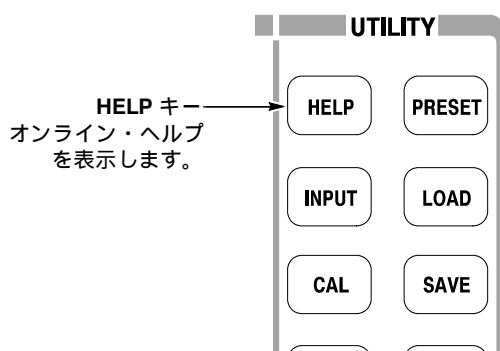 UTILITY
HELP キー
オンライン・ヘルプ
を表示します。
HELP
PRESET
INPUT
LOAD
CAL
SAVE